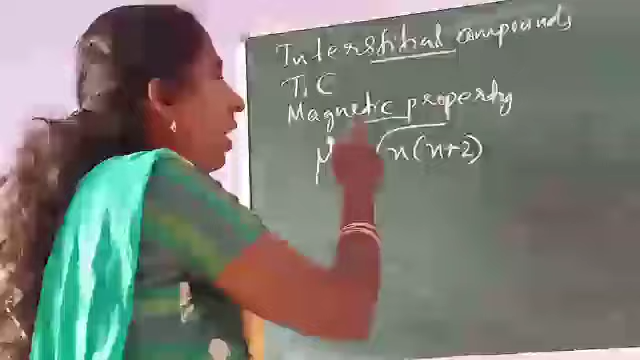 Interstitial compounds
TiC
Magnetic property
μ √n(n+2)